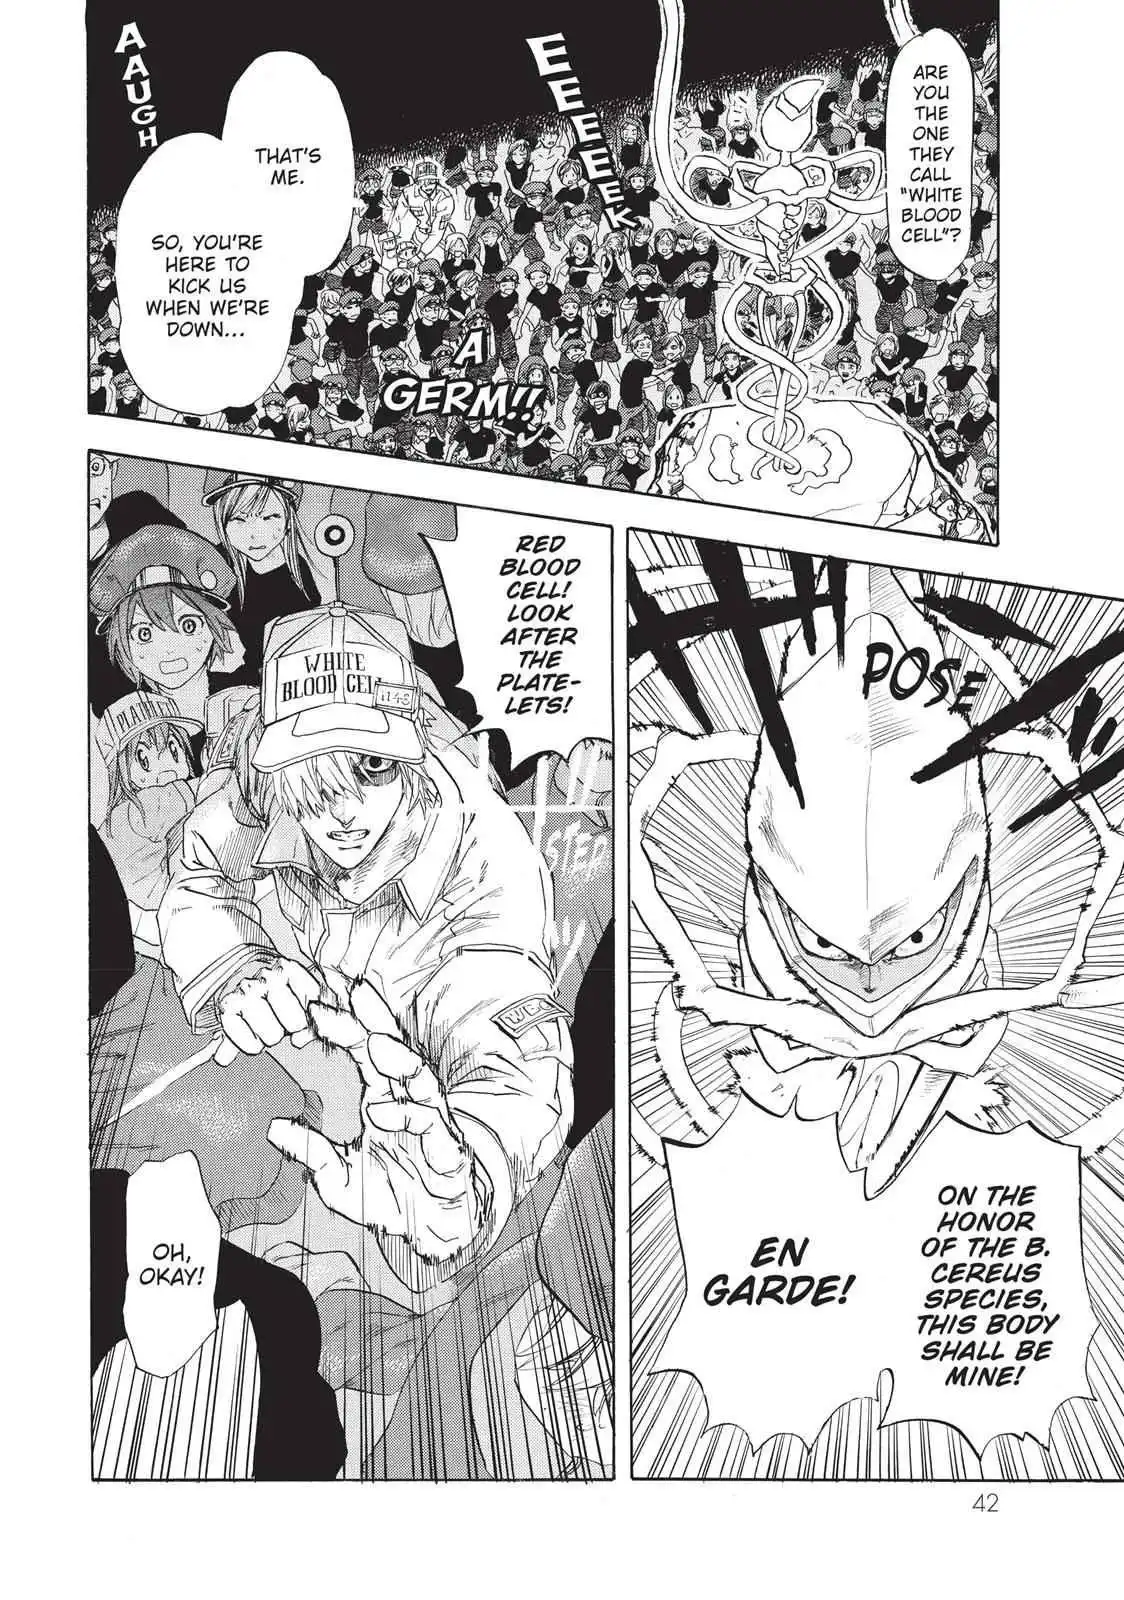 ARE
YOU
THE
ONE
THEY
CALL
"WHITE
BLOOD
CELL"?
EEEEEEK
THAT'S
ME.
SO, YOU'RE
HERE TO
KICK US
WHEN WE'RE
DOWN...
AAUGH
A
GERM!!
POSE
ON THE
HONOR
OF THE B.
CEREUS
SPECIES,
THIS BODY
SHALL BE
MINE!
EN
GARDE!
RED
BLOOD
CELL!
LOOK
AFTER
THE
PLATE-
LETS!
WHITE
BLOOD CELL
1146
OH,
OKAY!
42